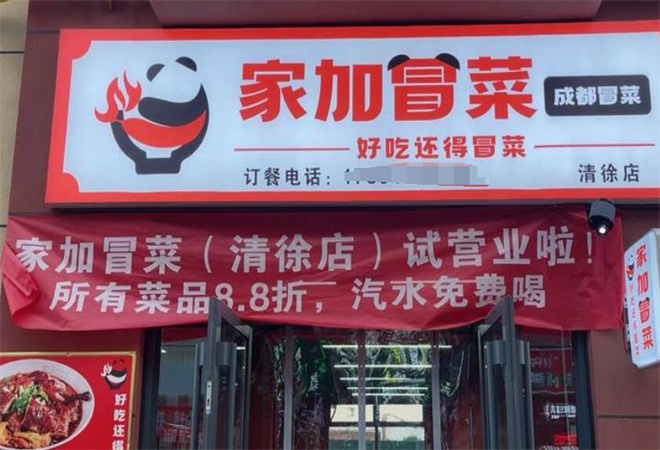 家加冒菜
成都冒菜
好吃还得冒菜
订餐电话：
清徐店
家加冒菜（清徐店）试营业啦！
所有菜品8.8折，汽水免费喝
家加冒菜
好吃还得